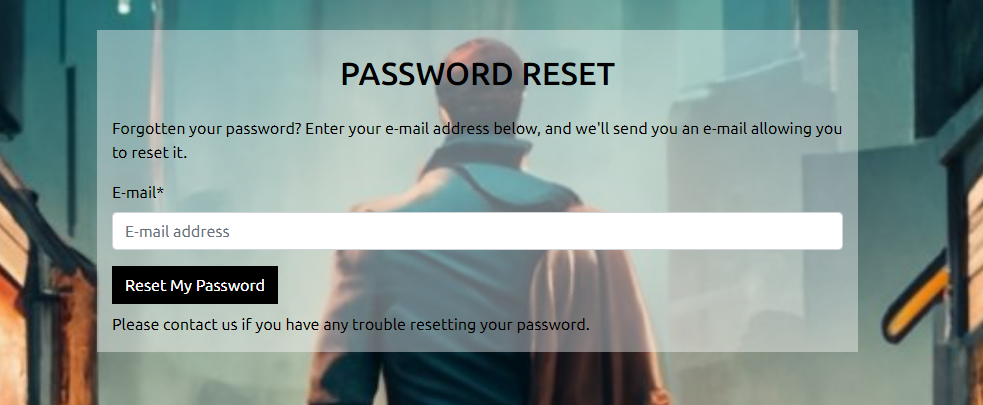 PASSWORD RESET
Forgotten your password? Enter your e-mail address below, and we'll send you an e-mail allowing you
to reset it.
E-mail*
E-mail address
Reset My Password
Please contact us if you have any trouble resetting your password.